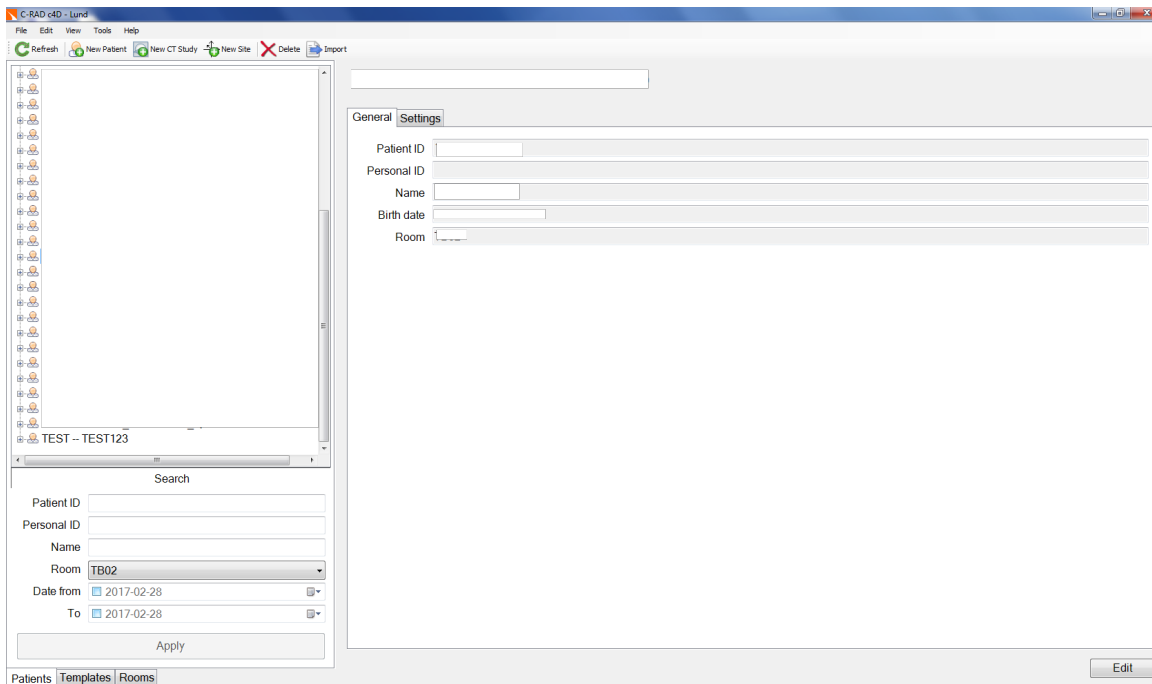 C-RAD c4D - Lund
File Edit View Tools Help
Refresh New Patient New CT Study New Site Delete Import
TEST -- TEST123
Search
Patient ID
Personal ID
Name
Room TB02
Date from 2017-02-28
To 2017-02-28
Apply
Patients Templates Rooms
General Settings
Patient ID
Personal ID
Name
Birth date
Room
Edit